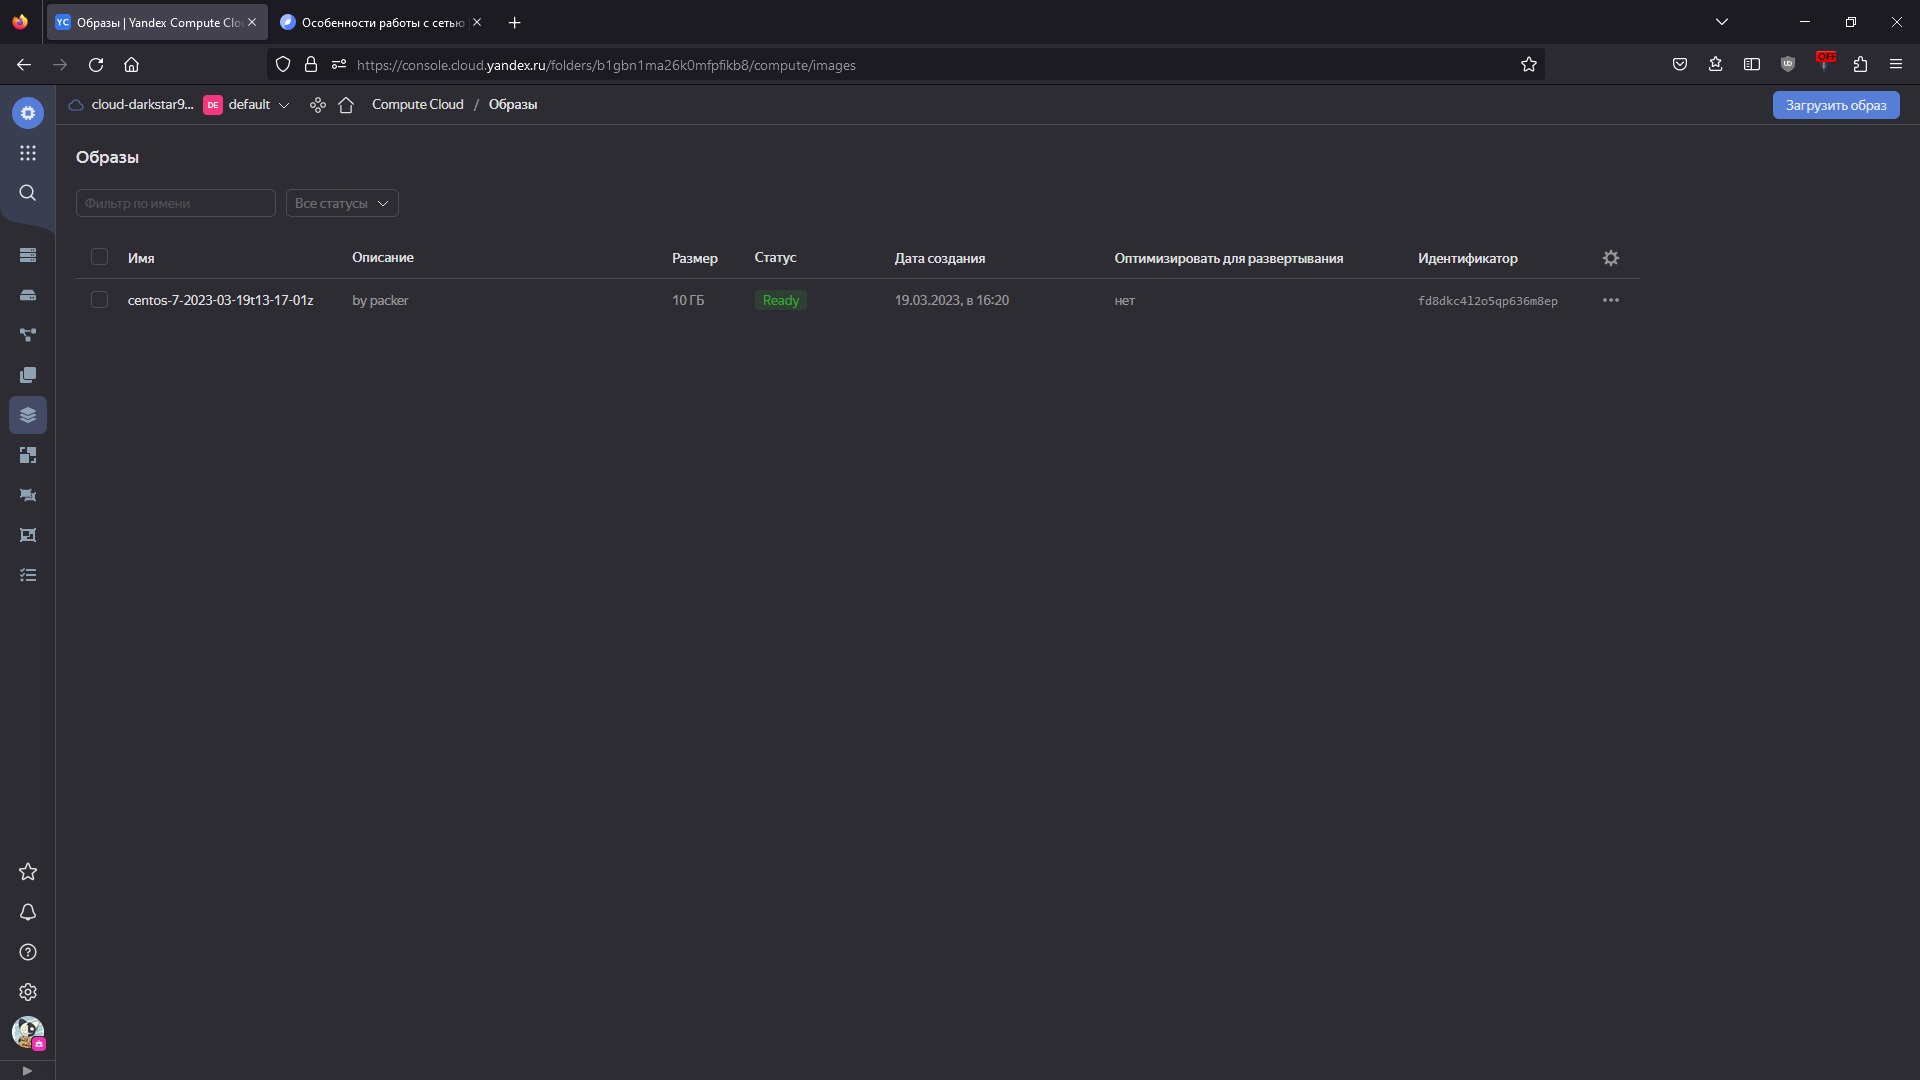 YC Образы | Yandex Compute Clo
Особенности работы с сетью
https://console.cloud.yandex.ru/folders/b1gbn1ma26k0mfpfikb8/compute/images
OFF
cloud-darkstar9...
DE default
Compute Cloud / Образы
Загрузить образ
Образы
Фильтр по имени
Все статусы
Имя Описание Размер Статус Дата создания Оптимизировать для развертывания Идентификатор
centos-7-2023-03-19t13-17-01z by packer 10 ГБ Ready 19.03.2023, в 16:20 нет fd8dkc4l2o5qp636m8ep